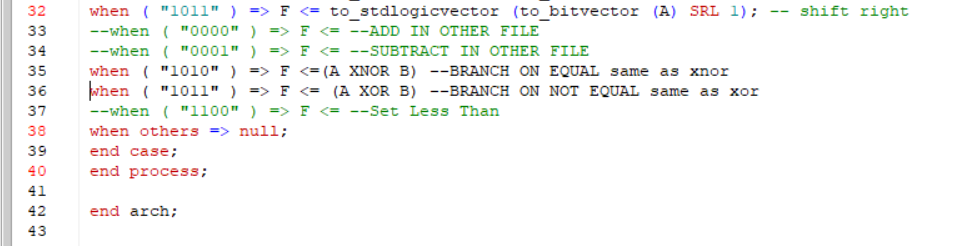 32 when ( "1011" ) => F <= to_stdlogicvector (to_bitvector (A) SRL 1); -- shift right
33 --when ( "0000" ) => F <= --ADD IN OTHER FILE
34 --when ( "0001" ) => F <= --SUBTRACT IN OTHER FILE
35 when ( "1010" ) => F <=(A XNOR B) --BRANCH ON EQUAL same as xnor
36 when ( "1011" ) => F <= (A XOR B) --BRANCH ON NOT EQUAL same as xor
37 --when ( "1100" ) => F <= --Set Less Than
38 when others => null;
39 end case;
40 end process;
41
42 end arch;
43